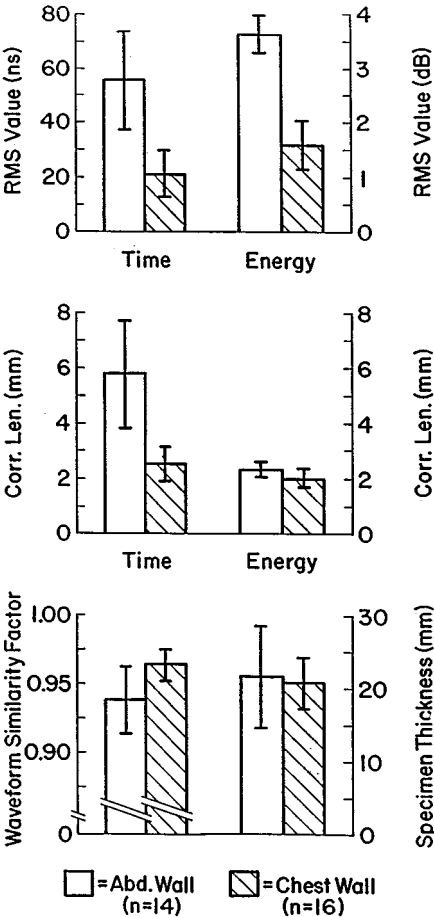 RMS Value (ns)
80
60
40
20
0
4
3
2
1
0
RMS Value (dB)
Time
Energy
Corr. Len. (mm)
8
6
4
2
0
8
6
4
2
0
Corr. Len. (mm)
Time
Energy
Waveform Similarity Factor
1.00
0.95
0.90
0
30
20
10
0
Specimen Thickness (mm)
=Abd. Wall
(n=14)
=Chest Wall
(n=16)